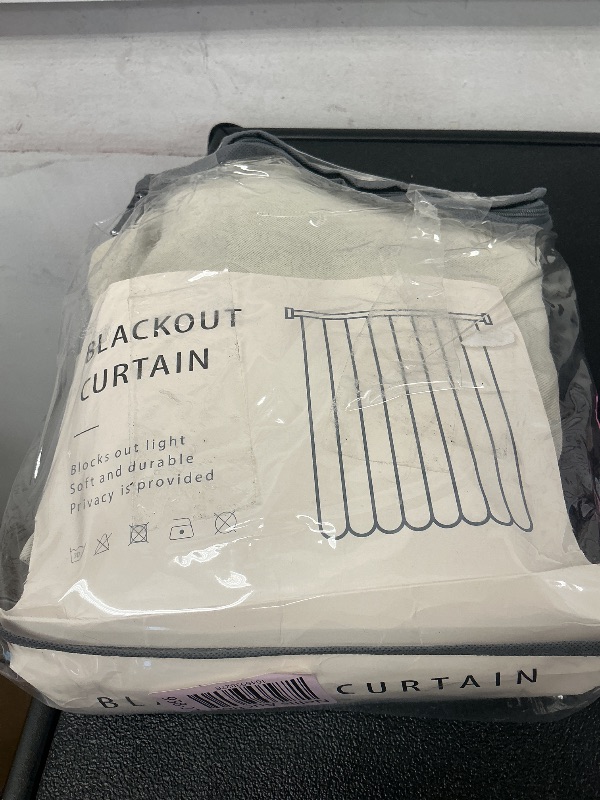 BLACKOUT
CURTAIN
Blocks out light
Soft and durable
Privacy is provided
CURTAIN